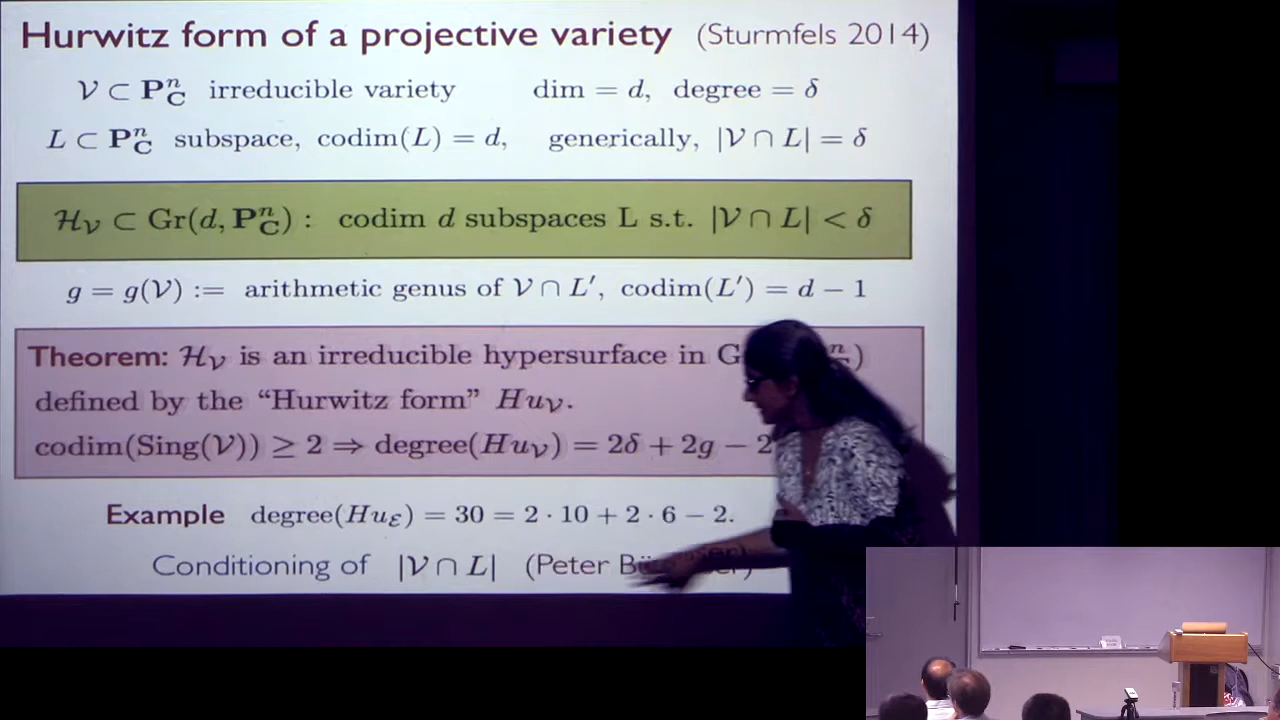 Hurwitz form of a projective variety (Sturmfels 2014)
𝒱 ⊂ P^n_C irreducible variety dim = d, degree = δ
L ⊂ P^n_C subspace, codim(L) = d, generically, |𝒱 ∩ L| = δ
ℋ_𝒱 ⊂ Gr(d, P^n_C) : codim d subspaces L s.t. |𝒱 ∩ L| < δ
g = g(𝒱) := arithmetic genus of 𝒱 ∩ L′, codim(L′) = d − 1
Theorem: ℋ_𝒱 is an irreducible hypersurface in
defined by the “Hurwitz form” Hu_𝒱.
codim(Sing(𝒱)) ≥ 2 ⇒ degree(Hu_𝒱) = 2δ + 2g − 2
Example degree(Hu_ℰ) = 30 = 2 · 10 + 2 · 6 − 2.
Conditioning of |𝒱 ∩ L| (Peter